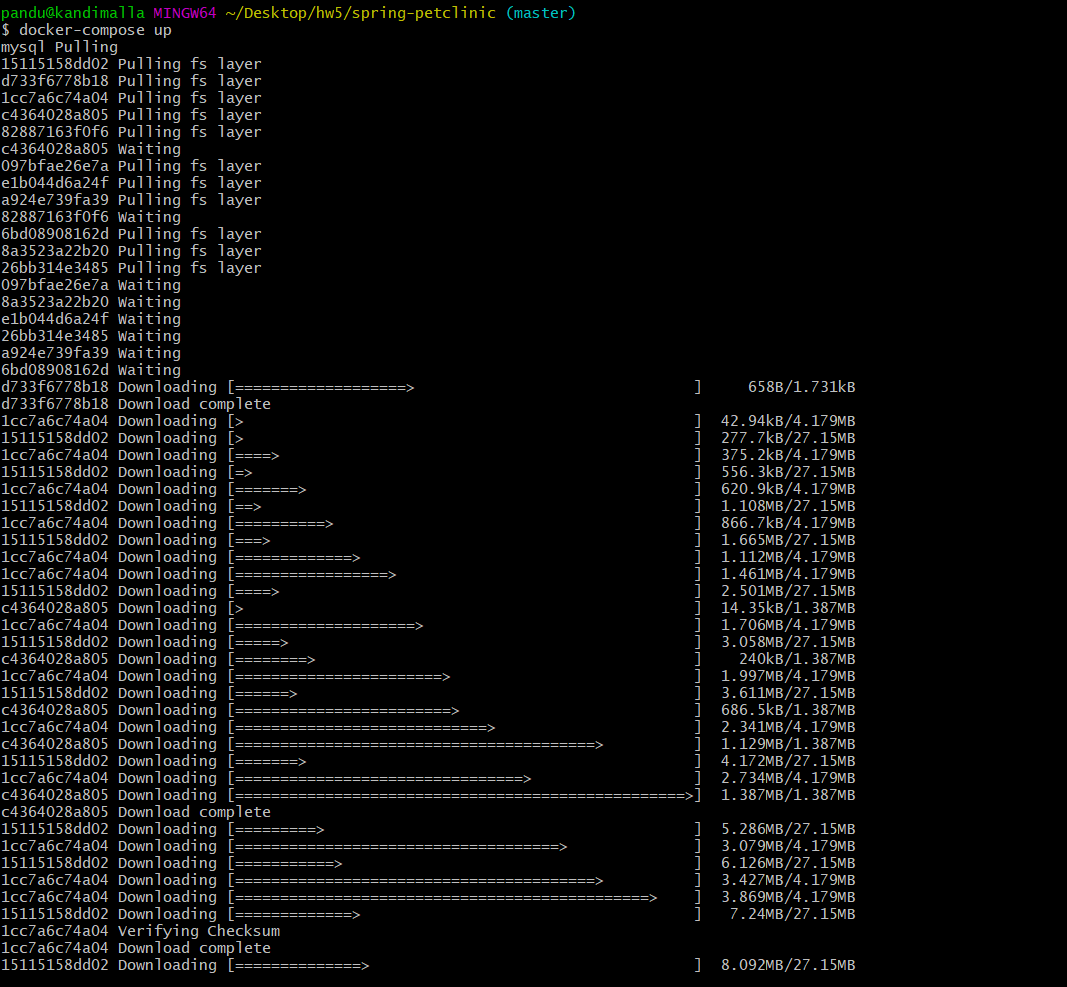 pandu@kandimalla MINGW64 ~/Desktop/hw5/spring-petclinic (master)
$ docker-compose up
mysql Pulling
15115158dd02 Pulling fs layer
d733f6778b18 Pulling fs layer
1cc7a6c74a04 Pulling fs layer
c4364028a805 Pulling fs layer
82887163f0f6 Pulling fs layer
c4364028a805 Waiting
097bfae26e7a Pulling fs layer
e1b044d6a24f Pulling fs layer
a924e739fa39 Pulling fs layer
82887163f0f6 Waiting
6bd08908162d Pulling fs layer
8a3523a22b20 Pulling fs layer
26bb314e3485 Pulling fs layer
097bfae26e7a Waiting
8a3523a22b20 Waiting
e1b044d6a24f Waiting
26bb314e3485 Waiting
a924e739fa39 Waiting
6bd08908162d Waiting
d733f6778b18 Downloading [===================>                               ]     658B/1.731kB
d733f6778b18 Download complete
1cc7a6c74a04 Downloading [>                                                  ]  42.94kB/4.179MB
15115158dd02 Downloading [>                                                  ]  277.7kB/27.15MB
1cc7a6c74a04 Downloading [====>                                              ]  375.2kB/4.179MB
15115158dd02 Downloading [=>                                                 ]  556.3kB/27.15MB
1cc7a6c74a04 Downloading [=======>                                           ]  620.9kB/4.179MB
15115158dd02 Downloading [==>                                                ]  1.108MB/27.15MB
1cc7a6c74a04 Downloading [==========>                                        ]  866.7kB/4.179MB
15115158dd02 Downloading [===>                                               ]  1.665MB/27.15MB
1cc7a6c74a04 Downloading [=============>                                     ]  1.112MB/4.179MB
1cc7a6c74a04 Downloading [=================>                                 ]  1.461MB/4.179MB
15115158dd02 Downloading [====>                                              ]  2.501MB/27.15MB
c4364028a805 Downloading [>                                                  ]  14.35kB/1.387MB
1cc7a6c74a04 Downloading [====================>                              ]  1.706MB/4.179MB
15115158dd02 Downloading [=====>                                             ]  3.058MB/27.15MB
c4364028a805 Downloading [========>                                          ]    240kB/1.387MB
1cc7a6c74a04 Downloading [=======================>                           ]  1.997MB/4.179MB
15115158dd02 Downloading [======>                                            ]  3.611MB/27.15MB
c4364028a805 Downloading [========================>                          ]  686.5kB/1.387MB
1cc7a6c74a04 Downloading [============================>                      ]  2.341MB/4.179MB
c4364028a805 Downloading [========================================>          ]  1.129MB/1.387MB
15115158dd02 Downloading [=======>                                           ]  4.172MB/27.15MB
1cc7a6c74a04 Downloading [================================>                  ]  2.734MB/4.179MB
c4364028a805 Downloading [==================================================>]  1.387MB/1.387MB
c4364028a805 Download complete
15115158dd02 Downloading [=========>                                         ]  5.286MB/27.15MB
1cc7a6c74a04 Downloading [====================================>              ]  3.079MB/4.179MB
15115158dd02 Downloading [===========>                                       ]  6.126MB/27.15MB
1cc7a6c74a04 Downloading [========================================>          ]  3.427MB/4.179MB
1cc7a6c74a04 Downloading [==============================================>    ]  3.869MB/4.179MB
15115158dd02 Downloading [=============>                                     ]   7.24MB/27.15MB
1cc7a6c74a04 Verifying Checksum
1cc7a6c74a04 Download complete
15115158dd02 Downloading [==============>                                    ]  8.092MB/27.15MB